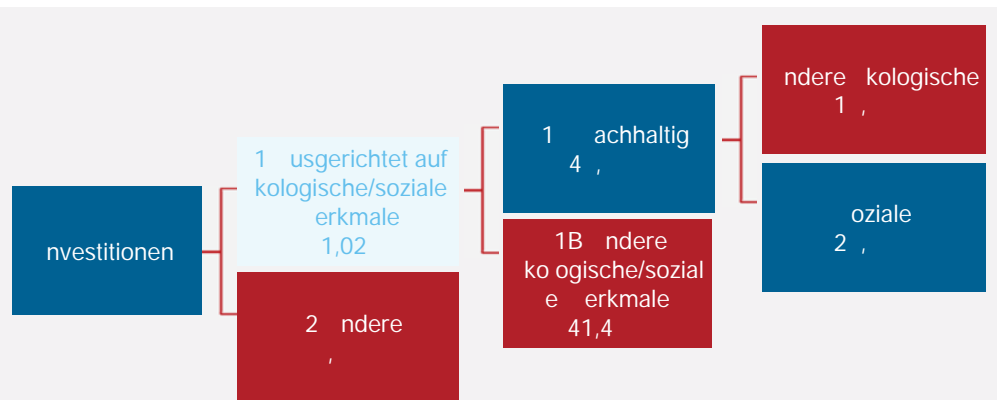 nvestitionen
1 usgerichtet auf
kologische/soziale
erkmale
1,02
2 ndere
,
1 achhaltig
4 ,
1B ndere
ko ogische/sozial
e erkmale
41,4
ndere kologische
1 ,
oziale
2 ,